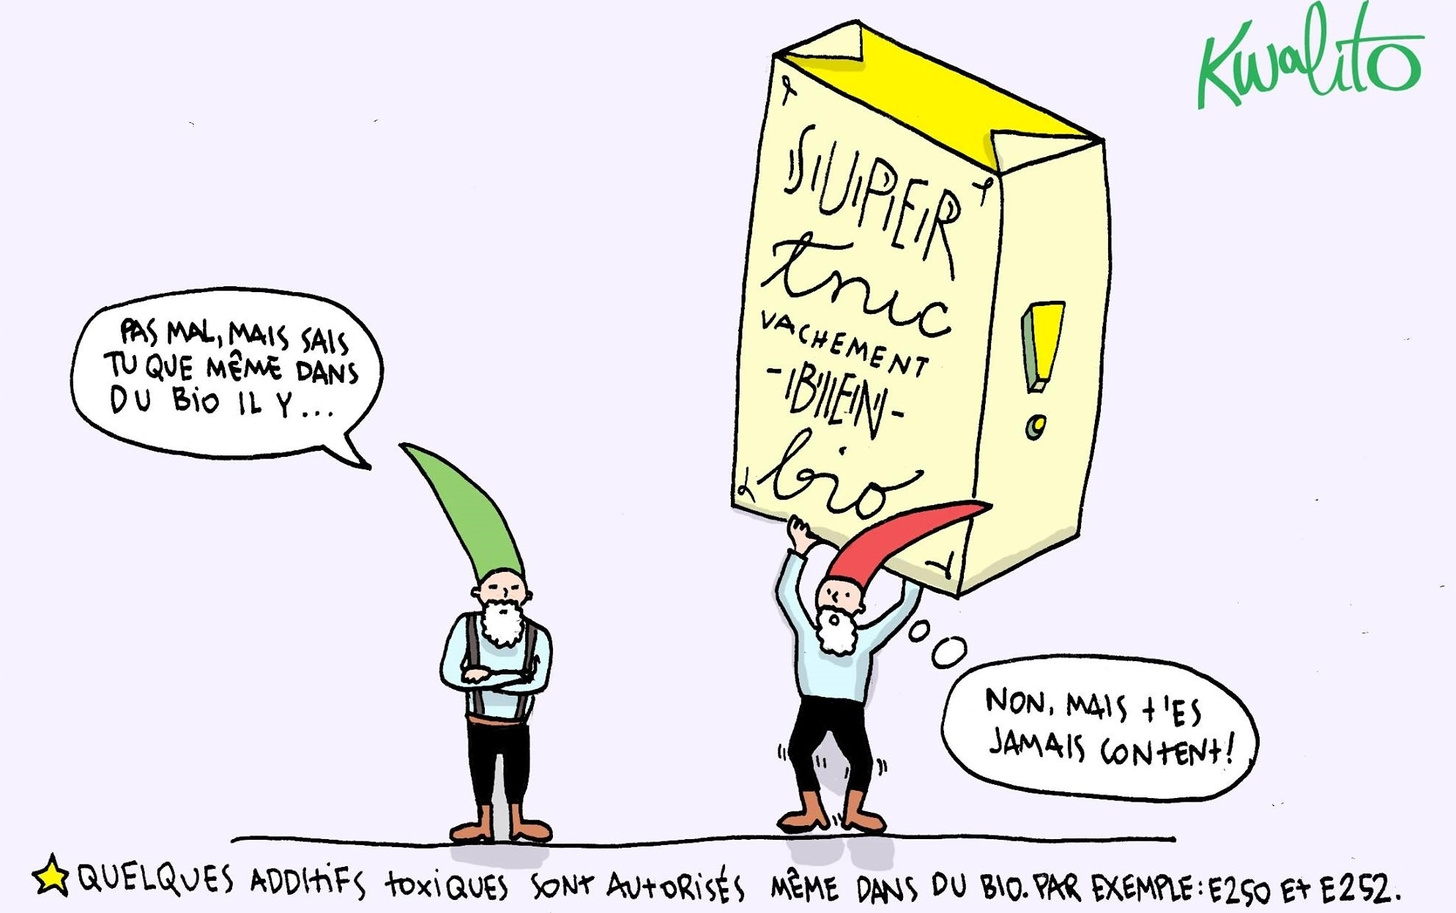 Kwalito
SUPER
truc
VACHEMENT
-BIEN-
bio
!
PAS MAL, MAIS SAIS
TU QUE MÊME DANS
DU BiO IL Y...
NON, MAIS t'ES
JAMAIS CONtENt!
QUELQUES ADDITIFS toxiQUES SONT AUtORiSÉS MÊME DANS DU BIO. PAR EXEMPLE: E250 Et E252.